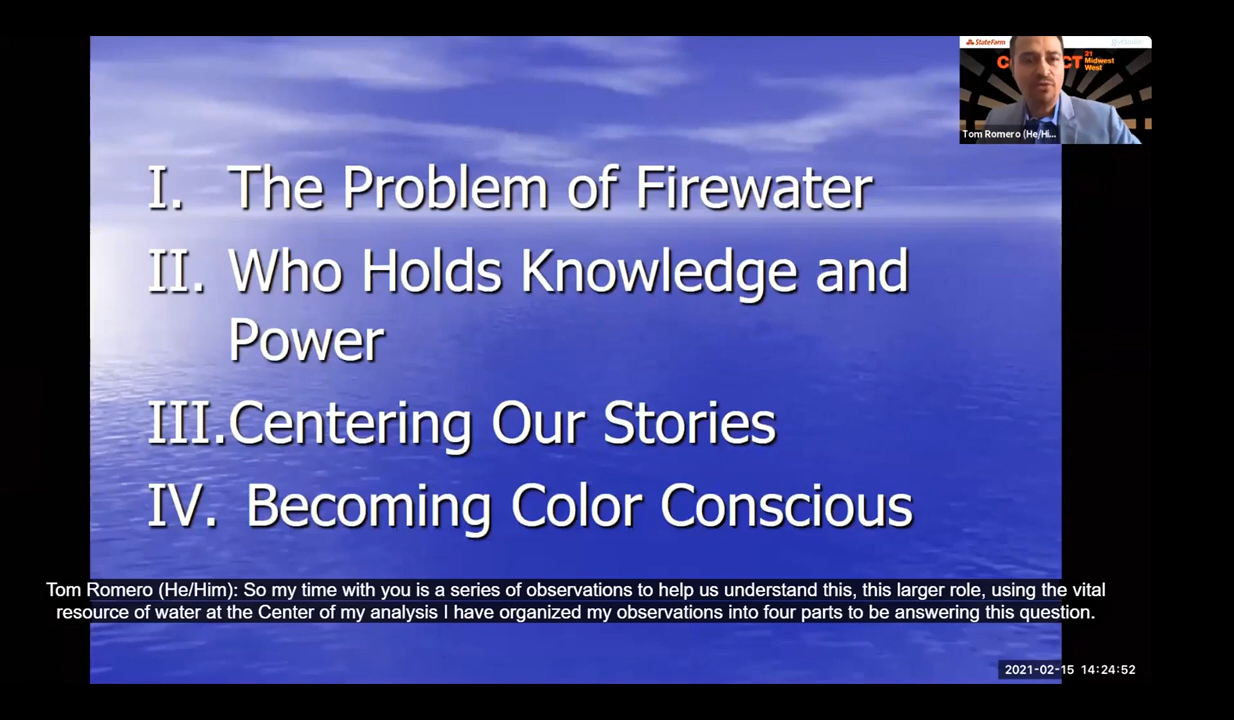 StateFarm
21
Midwest
West
Tom Romero (He/Hi...
I. The Problem of Firewater
II. Who Holds Knowledge and
Power
III.Centering Our Stories
IV. Becoming Color Conscious
Tom Romero (He/Him): So my time with you is a series of observations to help us understand this, this larger role, using the vital
resource of water at the Center of my analysis I have organized my observations into four parts to be answering this question.
2021-02-15 14:24:52